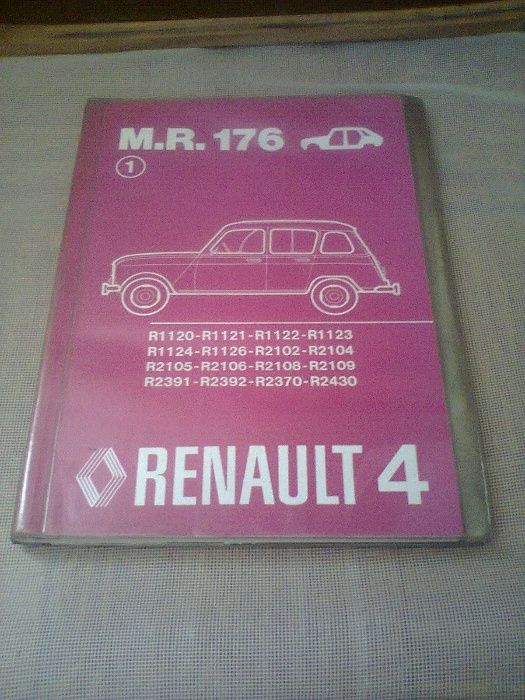 M.R. 176
1
R1120-R1121-R1122-R1123
R1124-R1126-R2102-R2104
R2105-R2106-R2108-R2109
R2391-R2392-R2370-R2430
RENAULT 4